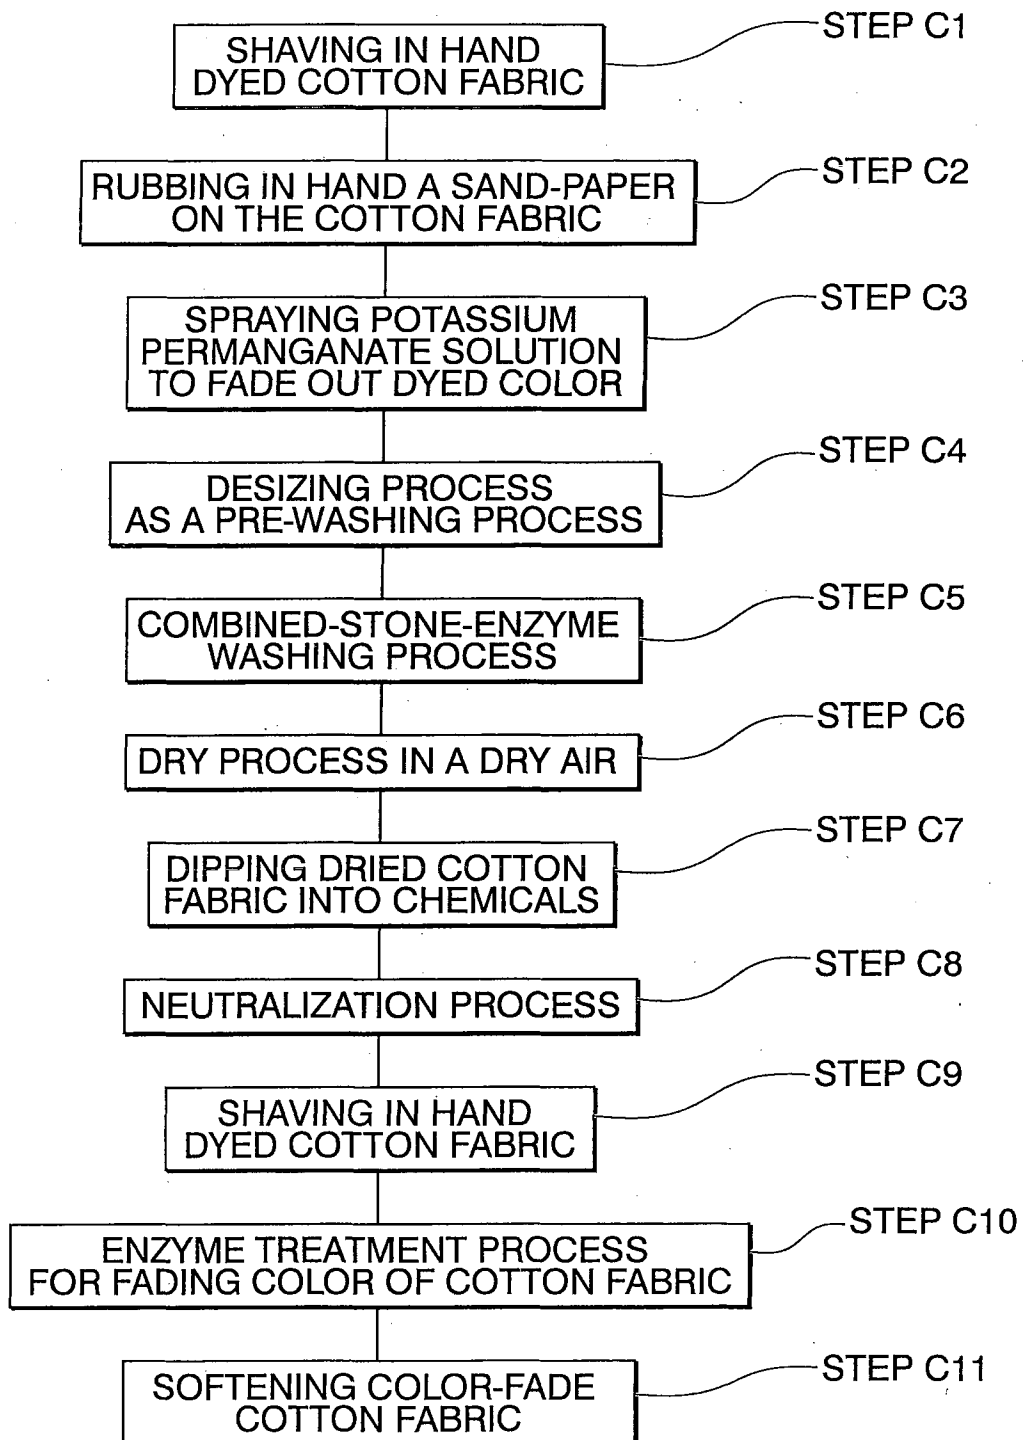 STEP C1
SHAVING IN HAND
DYED COTTON FABRIC
STEP C2
RUBBING IN HAND A SAND-PAPER
ON THE COTTON FABRIC
STEP C3
SPRAYING POTASSIUM
PERMANGANATE SOLUTION
TO FADE OUT DYED COLOR
STEP C4
DESIZING PROCESS
AS A PRE-WASHING PROCESS
STEP C5
COMBINED-STONE-ENZYME
WASHING PROCESS
STEP C6
DRY PROCESS IN A DRY AIR
STEP C7
DIPPING DRIED COTTON
FABRIC INTO CHEMICALS
STEP C8
NEUTRALIZATION PROCESS
STEP C9
SHAVING IN HAND
DYED COTTON FABRIC
STEP C10
ENZYME TREATMENT PROCESS
FOR FADING COLOR OF COTTON FABRIC
STEP C11
SOFTENING COLOR-FADE
COTTON FABRIC